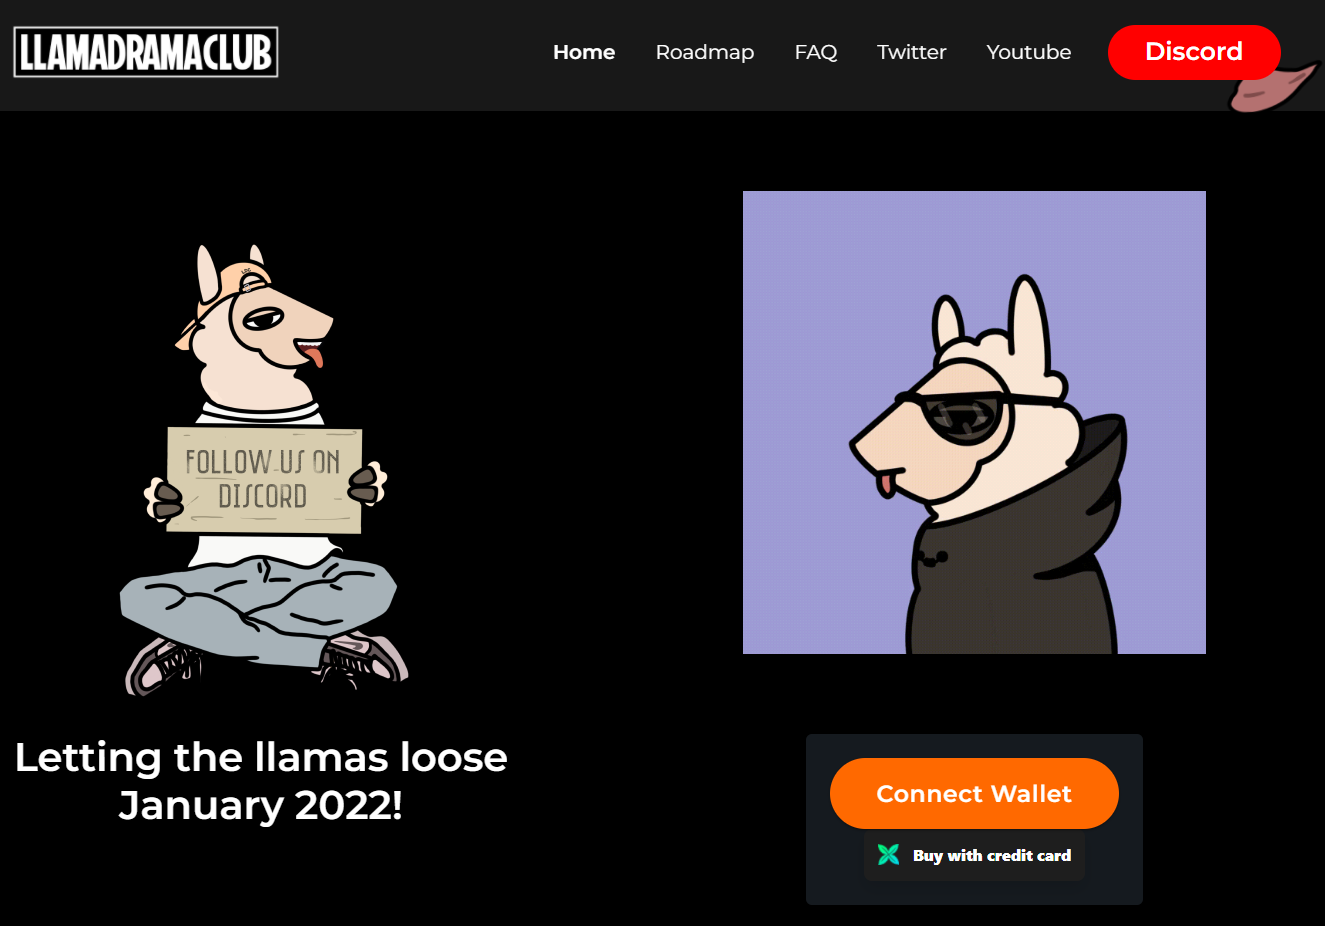 LLAMADRAMACLUB
Home Roadmap FAQ Twitter Youtube Discord
FOLLOW US ON
DISCORD
Letting the llamas loose
January 2022!
Connect Wallet
Buy with credit card